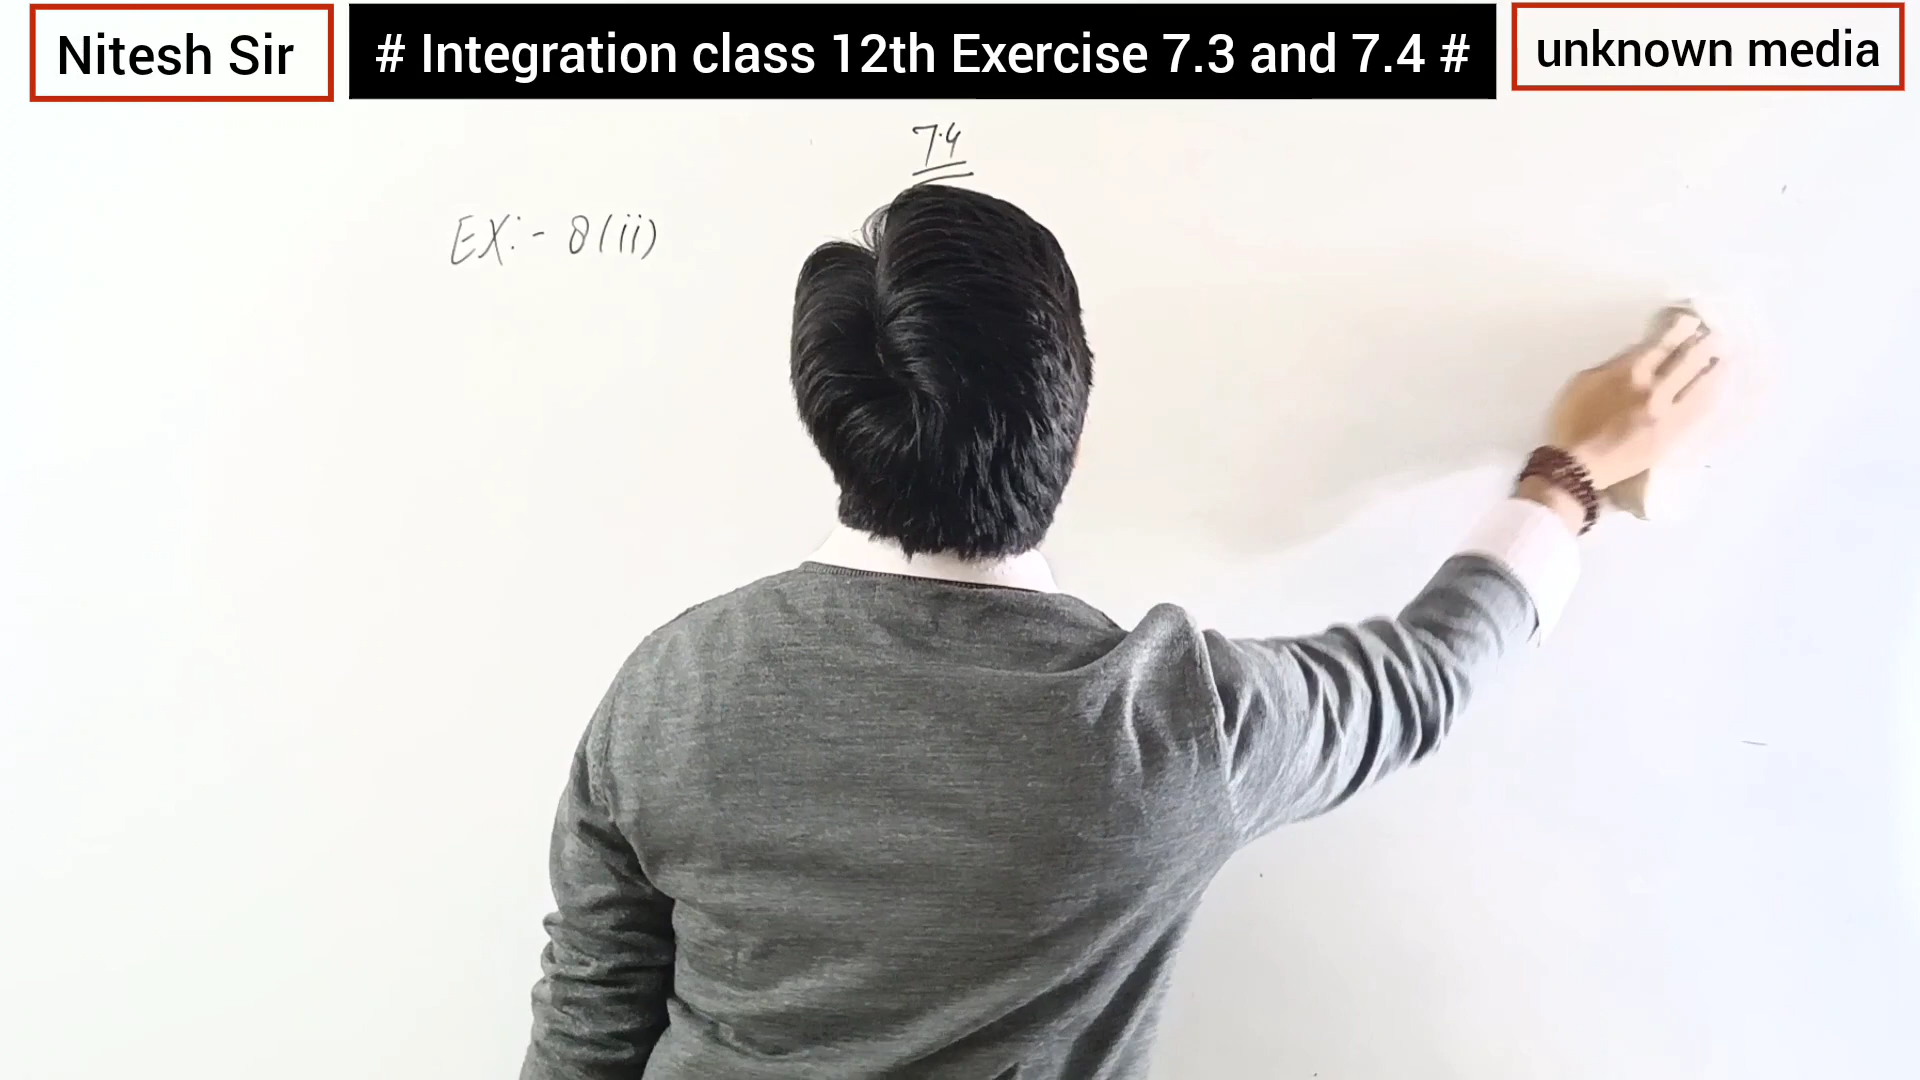 Nitesh Sir
# Integration class 12th Exercise 7.3 and 7.4 #
unknown media
7.4
EX:- 8(ii)